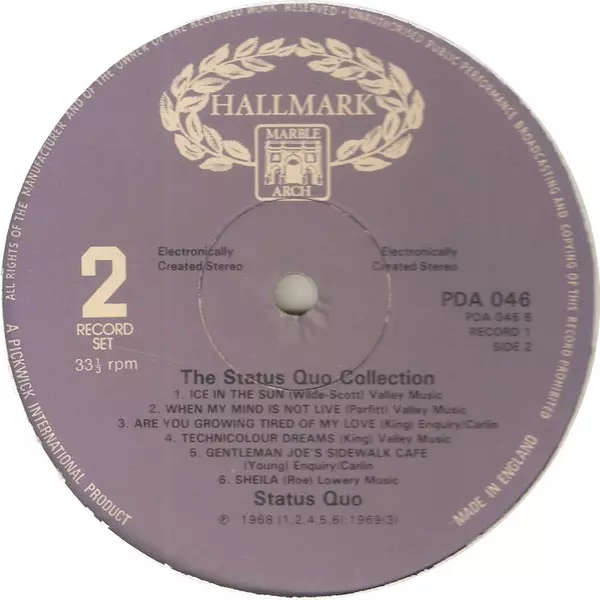 ALL RIGHTS OF THE MANUFACTURER AND OF THE OWNER OF THE RECORDED WORK RESERVED - UNAUTHORISED PUBLIC PERFORMANCE BROADCASTING AND COPYING OF THIS RECORD PROHIBITED
HALLMARK
MARBLE
ARCH
Electronically
Created Stereo
Electronically
Created Stereo
2
RECORD
SET
33⅓ rpm
PDA 046
PDA 046 B
RECORD 1
SIDE 2
The Status Quo Collection
1. ICE IN THE SUN (Wilde-Scott) Valley Music
2. WHEN MY MIND IS NOT LIVE (Parfitt) Valley Music
3. ARE YOU GROWING TIRED OF MY LOVE (King) Enquiry/Carlin
4. TECHNICOLOUR DREAMS (King) Valley Music
5. GENTLEMAN JOE'S SIDEWALK CAFE
(Young) Enquiry/Carlin
6. SHEILA (Roe) Lowery Music
Status Quo
℗ 1968 (1,2,4,5,6):1969(3)
A PICKWICK INTERNATIONAL PRODUCT
MADE IN ENGLAND